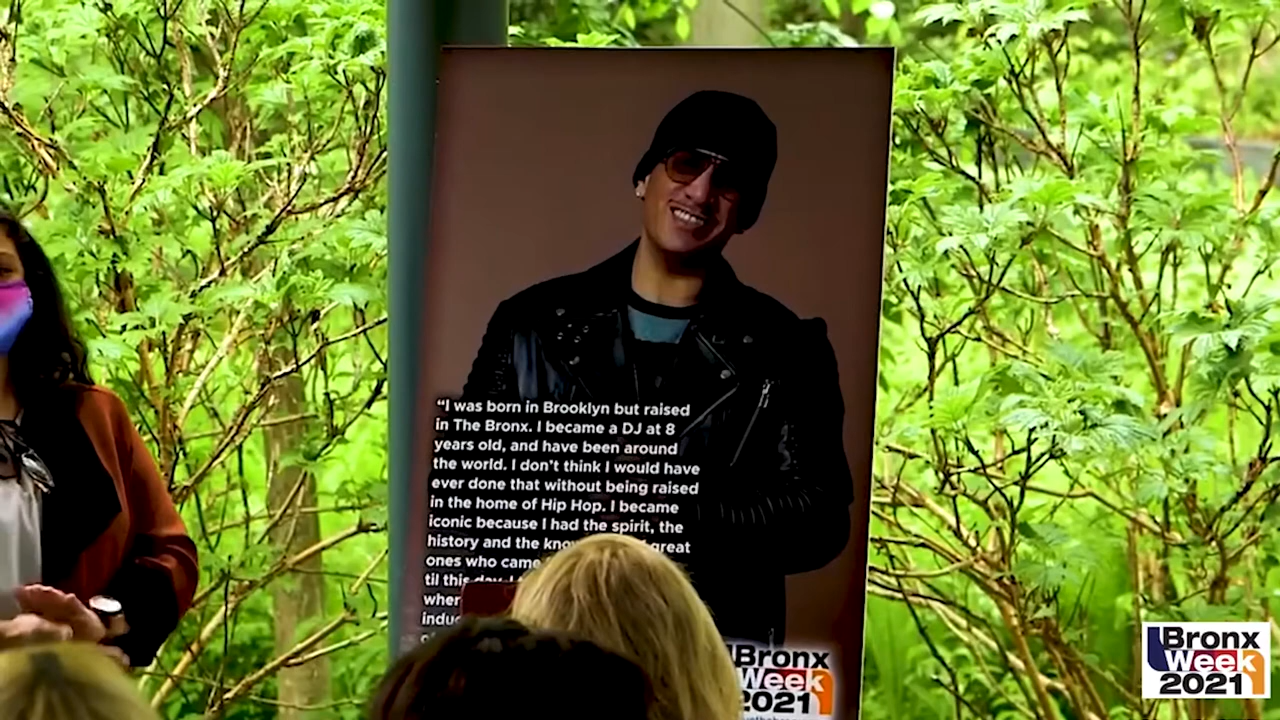 “I was born in Brooklyn but raised
in The Bronx. I became a DJ at 8
years old, and have been around
the world. I don’t think I would have
ever done that without being raised
in the home of Hip Hop. I became
iconic because I had the spirit, the
history and the great
ones who came
til this day
Bronx
Week
2021
Bronx
Week
2021